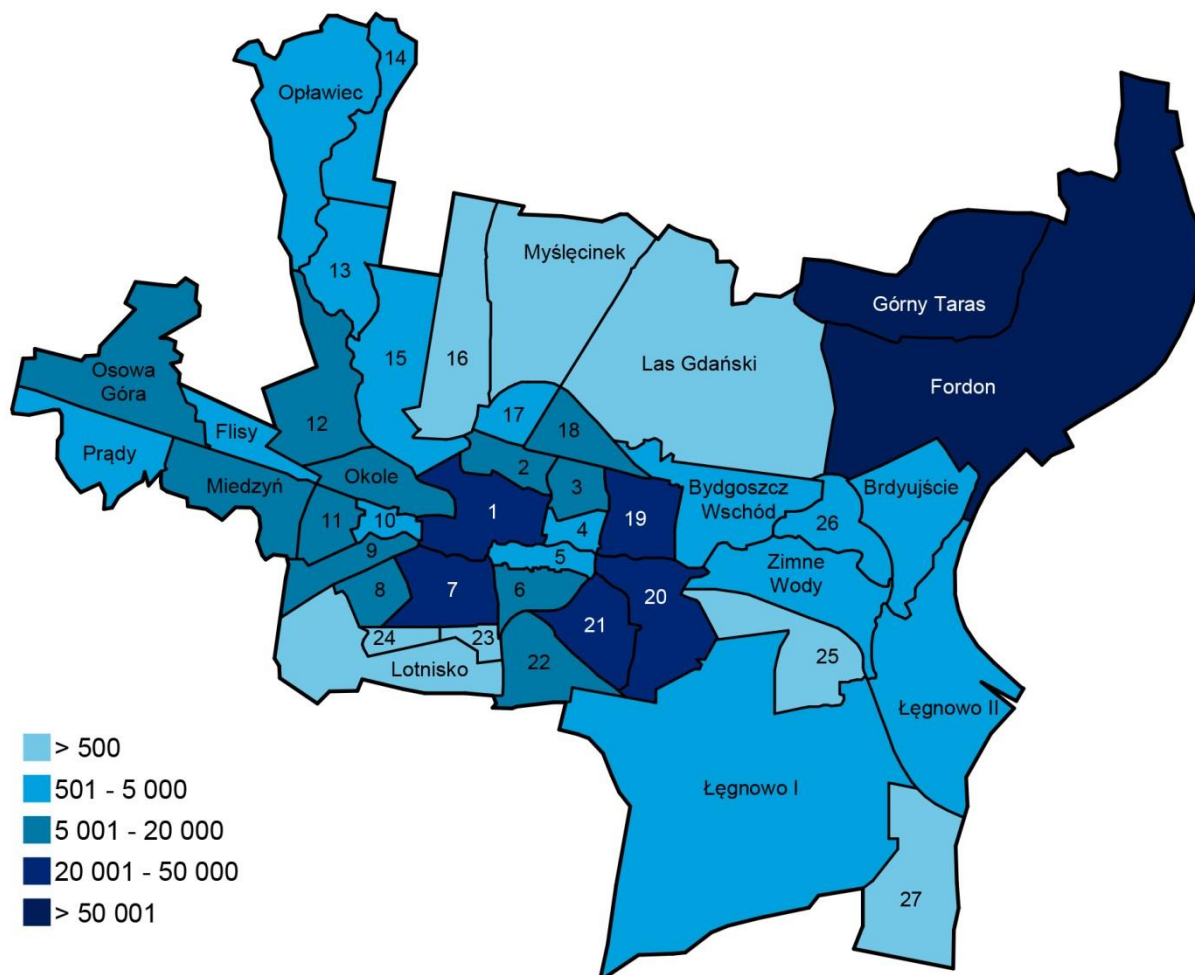 14
Opławiec
Myślęcinek
13
Górny Taras
15
16
Las Gdański
Osowa
Góra
Fordon
12
17
Flisy
18
Prądy
2
Okole
Miedzyń
Bydgoszcz
Wschód
Brdyujście
3
1
19
11
10
4
26
9
5
Zimne
Wody
8
7
6
20
21
24
23
25
22
Lotnisko
Łęgnowo II
> 500
501 - 5 000
Łęgnowo I
5 001 - 20 000
20 001 - 50 000
27
> 50 001